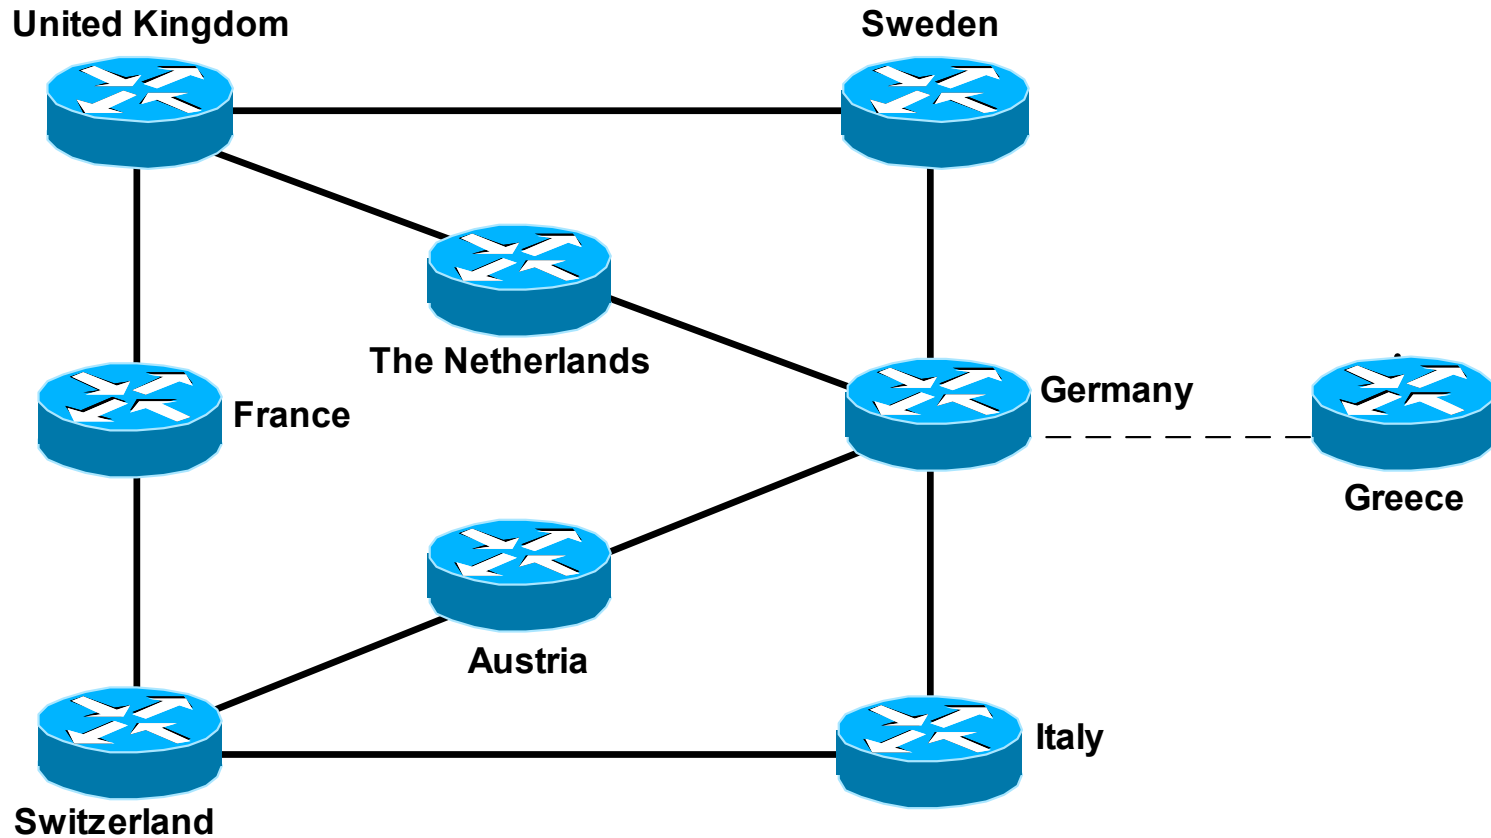 United Kingdom
Sweden
The Netherlands
Germany
France
Greece
Austria
Italy
Switzerland